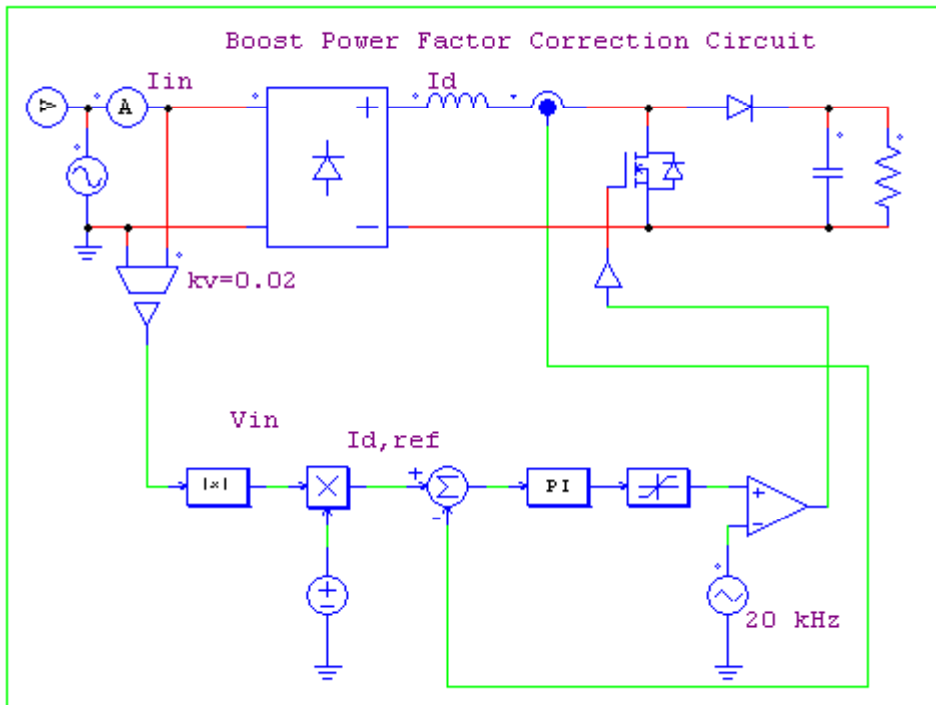 Boost Power Factor Correction Circuit
Iin
Id
V
A
kv=0.02
Vin
Id,ref
|x|
PI
20 kHz